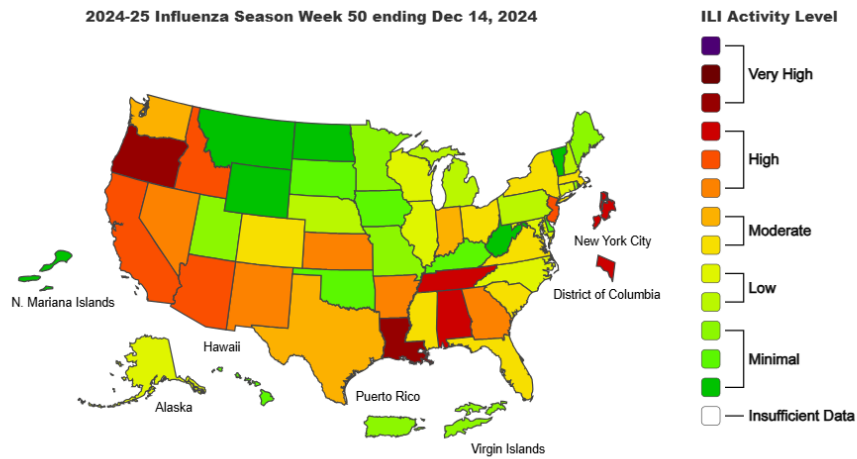 2024-25 Influenza Season Week 50 ending Dec 14, 2024
ILI Activity Level
Very High
High
Moderate
New York City
Low
District of Columbia
N. Mariana Islands
Hawaii
Minimal
Alaska
Puerto Rico
Insufficient Data
Virgin Islands